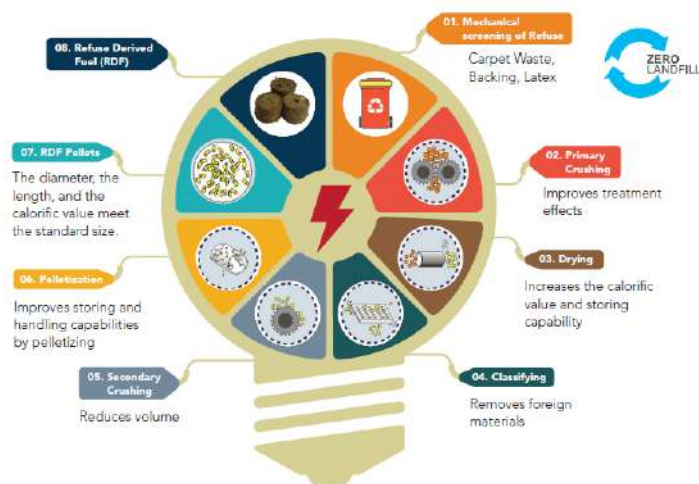 01. Mechanical
screening of Refuse
Carpet Waste,
Backing, Latex
ZERO
LANDFILL
02. Primary
Crushing
Improves treatment
effects
03. Drying
Increases the calorific
value and storing
capability
04. Classifying
Removes foreign
materials
05. Secondary
Crushing
Reduces volume
06. Pelletization
Improves storing and
handling capabilities
by pelletizing
07. RDF Pellets
The diameter, the
length, and the
calorific value meet
the standard size.
08. Refuse Derived
Fuel (RDF)